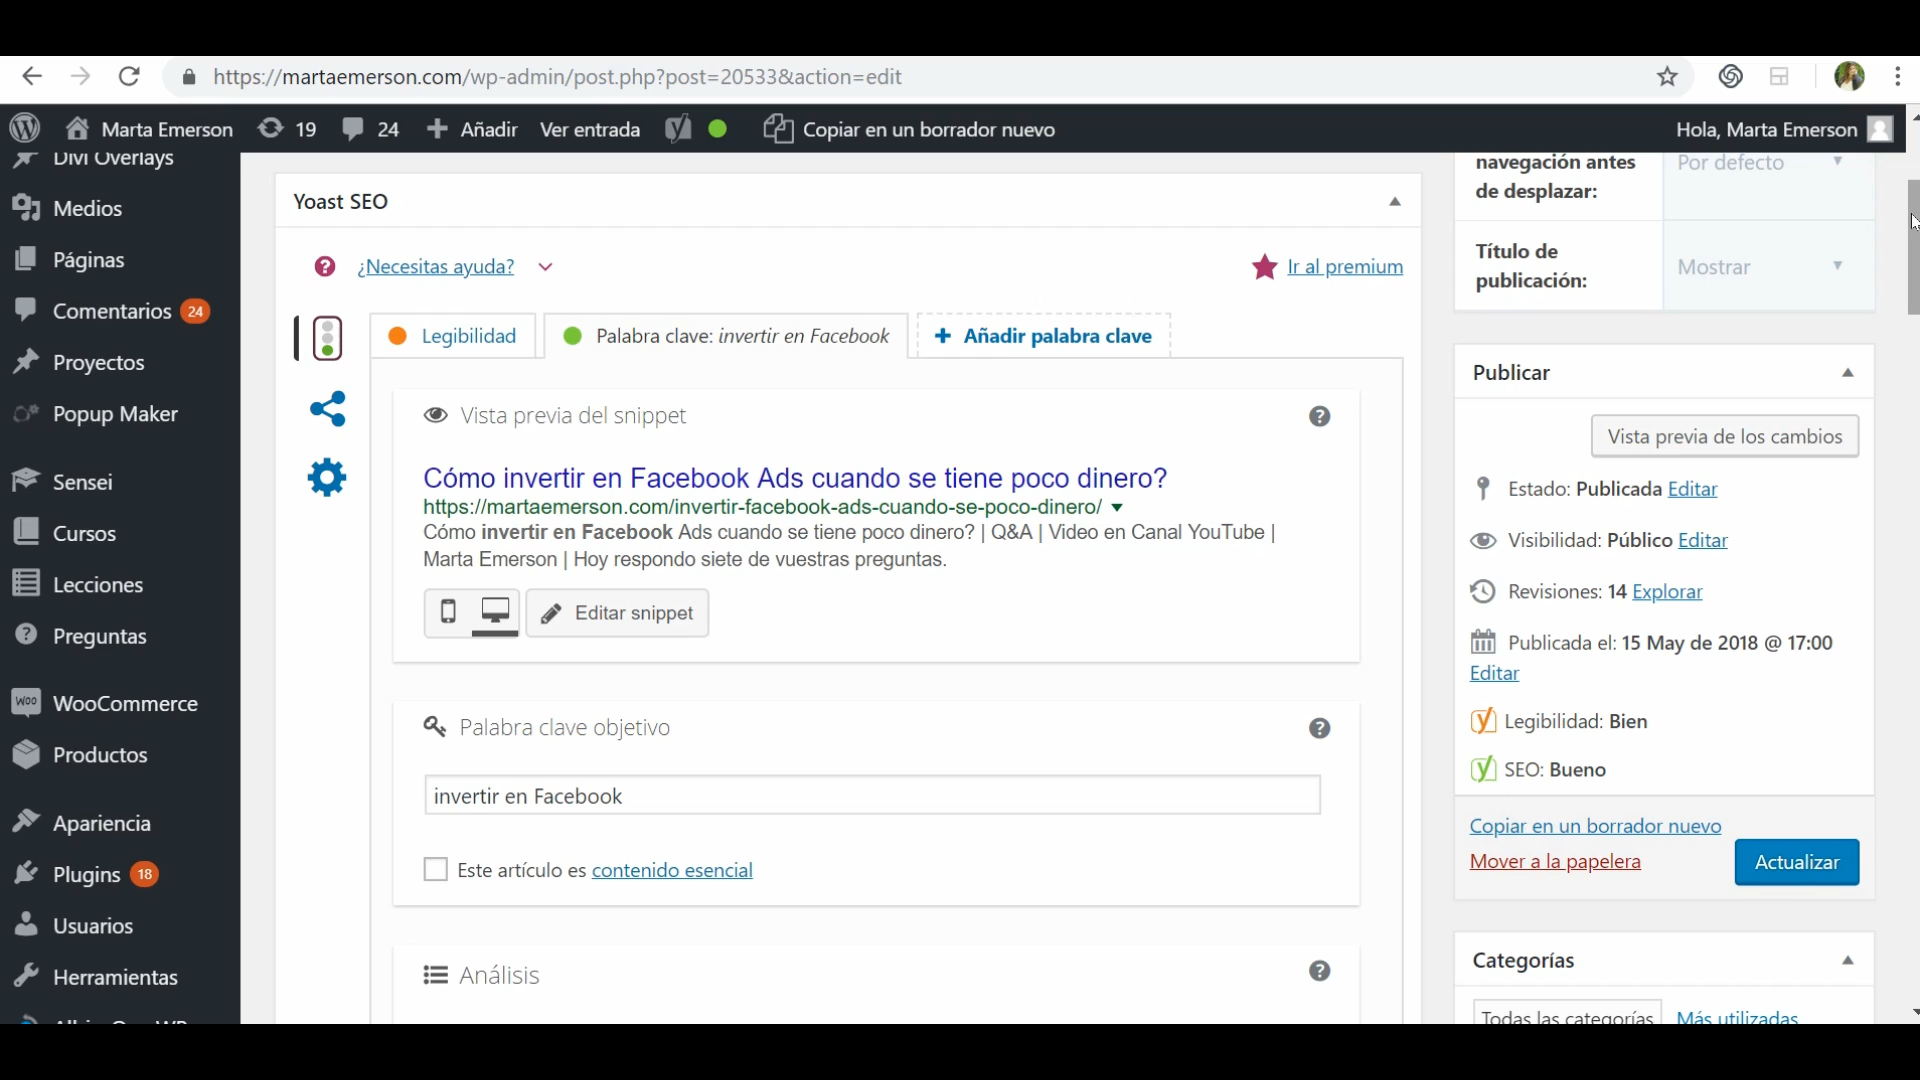 https://martaemerson.com/wp-admin/post.php?post=20533&action=edit
Marta Emerson 19 24 Añadir Ver entrada Copiar en un borrador nuevo Hola, Marta Emerson
Divi Overlays
Medios
Páginas
Comentarios 24
Proyectos
Popup Maker
Sensei
Cursos
Lecciones
Preguntas
WOO WooCommerce
Productos
Apariencia
Plugins 18
Usuarios
Herramientas
Yoast SEO
¿Necesitas ayuda? Ir al premium
Legibilidad Palabra clave: invertir en Facebook + Añadir palabra clave
Vista previa del snippet
Cómo invertir en Facebook Ads cuando se tiene poco dinero?
https://martaemerson.com/invertir-facebook-ads-cuando-se-poco-dinero/
Cómo invertir en Facebook Ads cuando se tiene poco dinero? | Q&A | Video en Canal YouTube |
Marta Emerson | Hoy respondo siete de vuestras preguntas.
Editar snippet
Palabra clave objetivo
invertir en Facebook
Este artículo es contenido esencial
Análisis
navegación antes
de desplazar:
Por defecto
Título de
publicación:
Mostrar
Publicar
Vista previa de los cambios
Estado: Publicada Editar
Visibilidad: Público Editar
Revisiones: 14 Explorar
Publicada el: 15 May de 2018 @ 17:00
Editar
Legibilidad: Bien
SEO: Bueno
Copiar en un borrador nuevo
Mover a la papelera
Actualizar
Categorías
Todas las categorías Más utilizadas